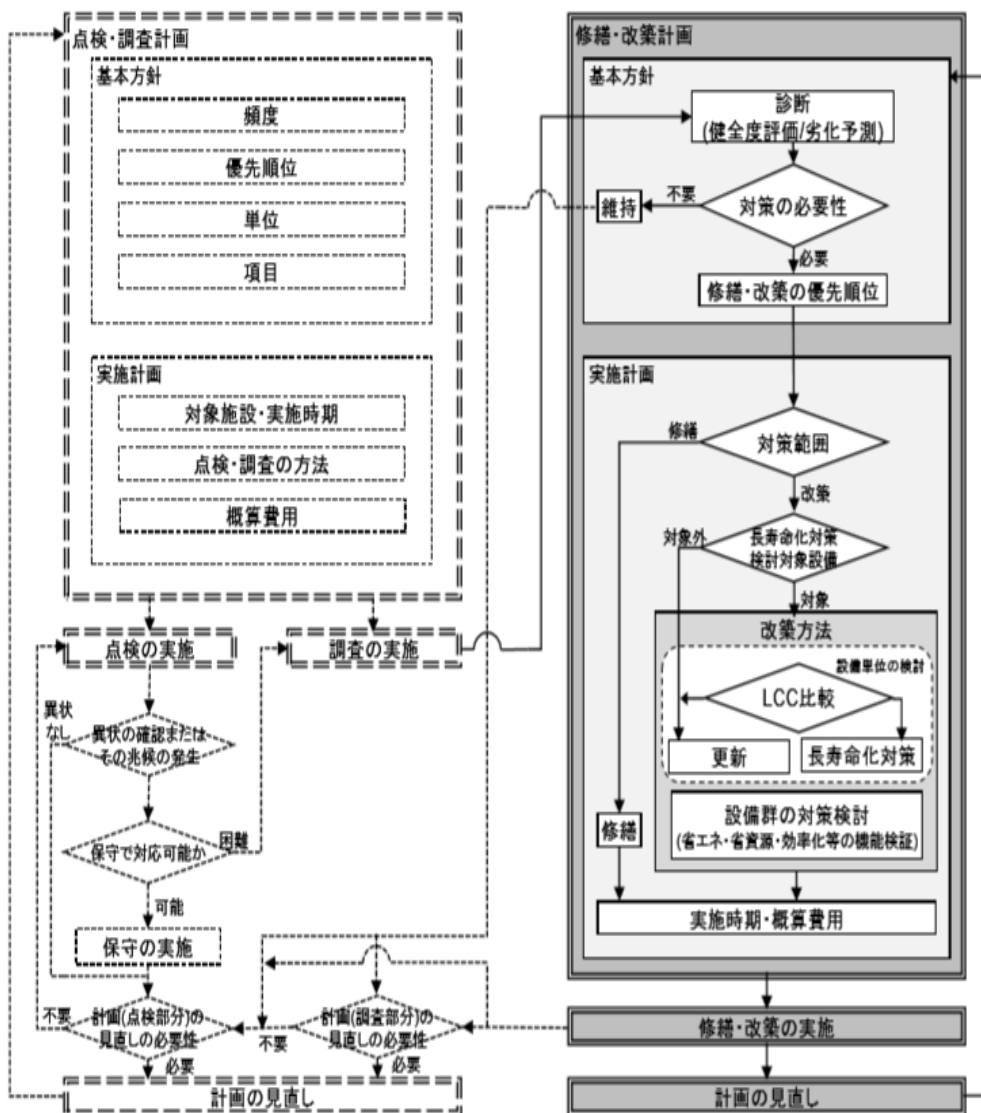 点検・調査計画
基本方針
頻度
優先順位
単位
項目
実施計画
対象施設・実施時期
点検・調査の方法
概算費用
点検の実施
調査の実施
異状
なし
異状の確認または
その兆候の発生
保守で対応可能か
困難
可能
保守の実施
不要
計画(点検部分)の
見直しの必要性
必要
不要
計画(調査部分)の
見直しの必要性
必要
計画の見直し
修繕・改築計画
基本方針
診断
(健全度評価/劣化予測)
維持
不要
対策の必要性
必要
修繕・改築の優先順位
実施計画
修繕
対策範囲
改築
対象外
長寿命化対策
検討対象設備
対象
改築方法
設備単位の検討
LCC比較
更新
長寿命化対策
設備群の対策検討
(省エネ・省資源・効率化等の機能検証)
修繕
実施時期・概算費用
修繕・改築の実施
計画の見直し